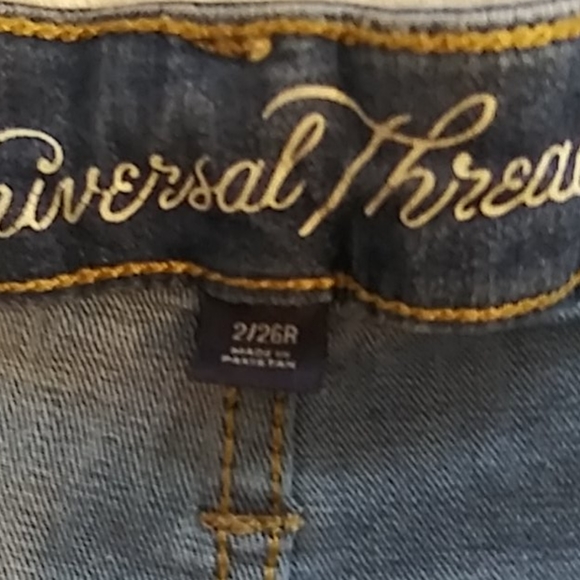 niversal Threa
2/26R
MADE IN
PAKISTAN